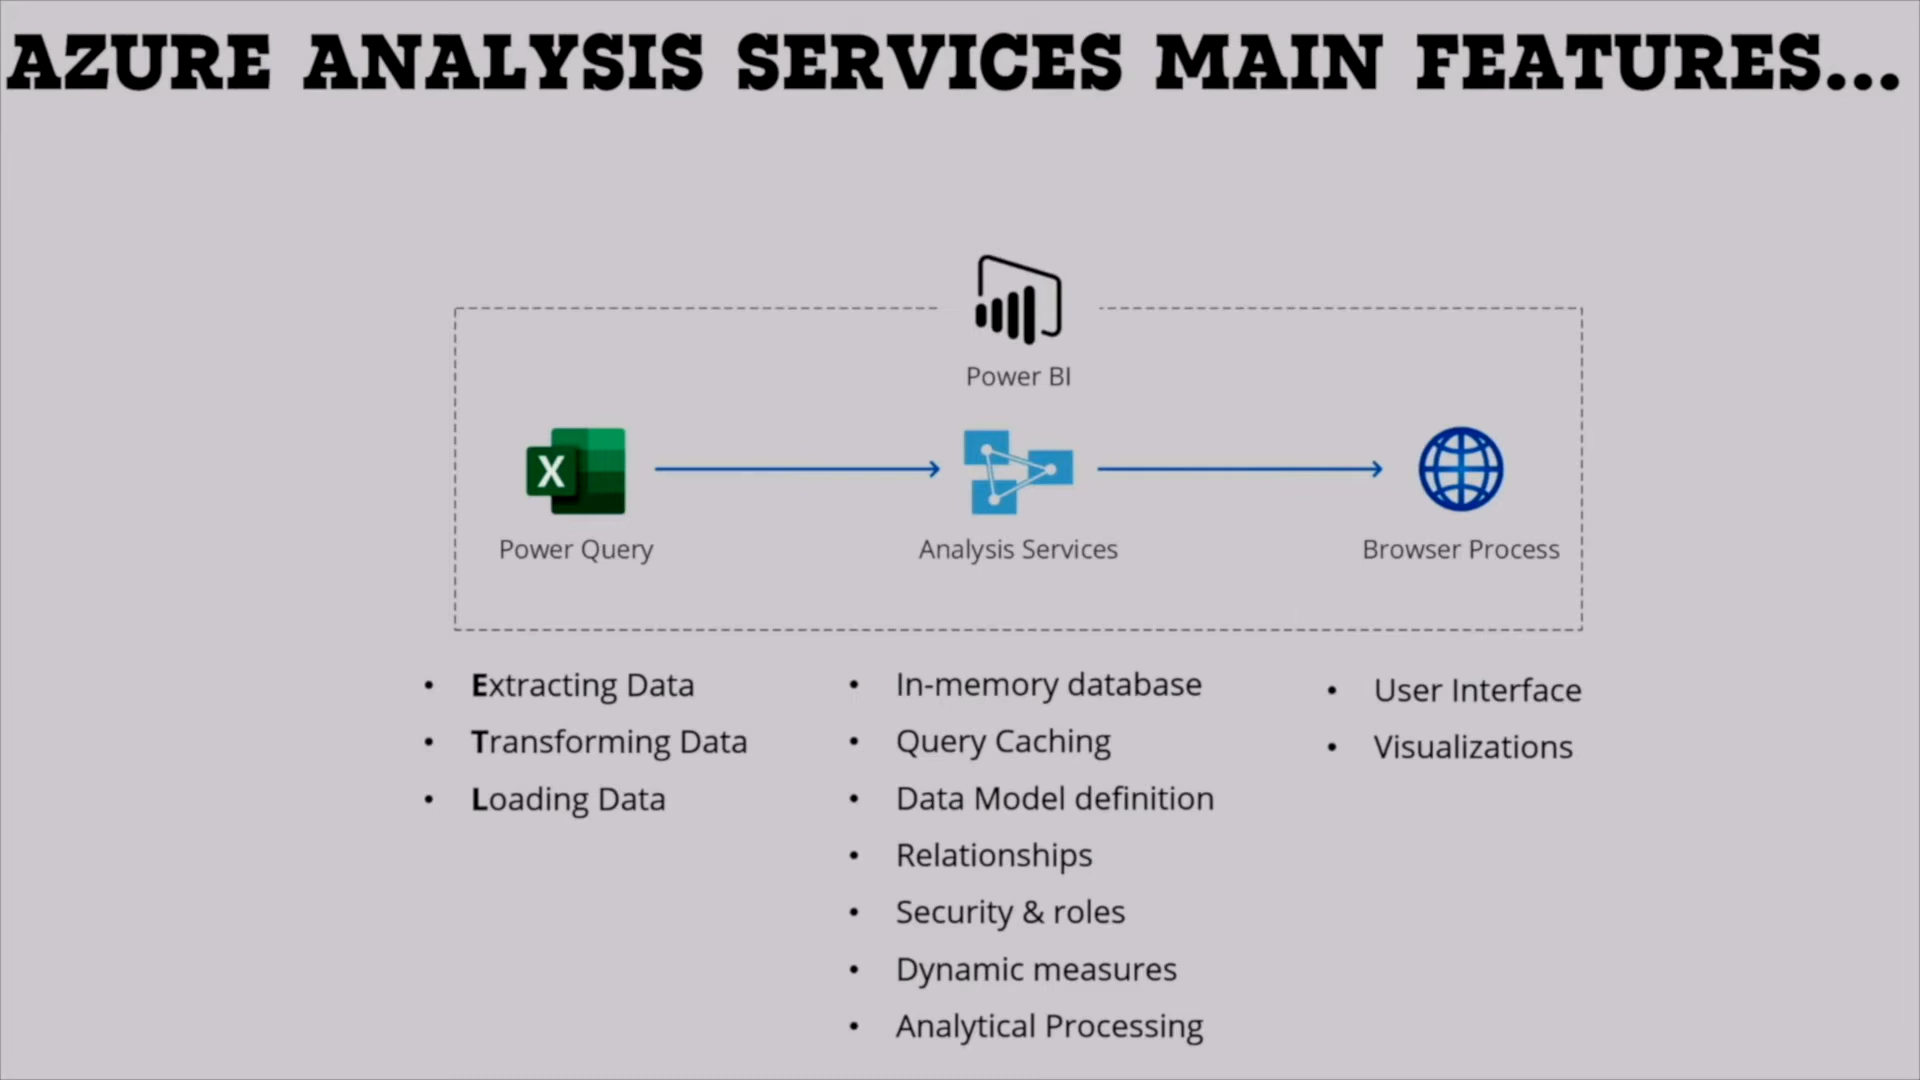 AZURE ANALYSIS SERVICES MAIN FEATURES...
Power BI
X
Power Query
Analysis Services
Browser Process
• Extracting Data
• Transforming Data
• Loading Data
• In-memory database
• Query Caching
• Data Model definition
• Relationships
• Security & roles
• Dynamic measures
• Analytical Processing
• User Interface
• Visualizations